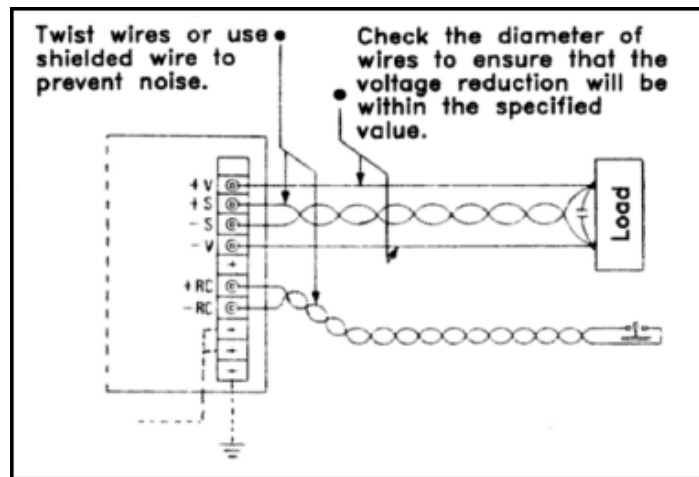 Twist wires or use
shielded wire to
prevent noise.
Check the diameter of
wires to ensure that the
voltage reduction will be
within the specified
value.
+V
+S
-S
-V
+RC
-RC
Load